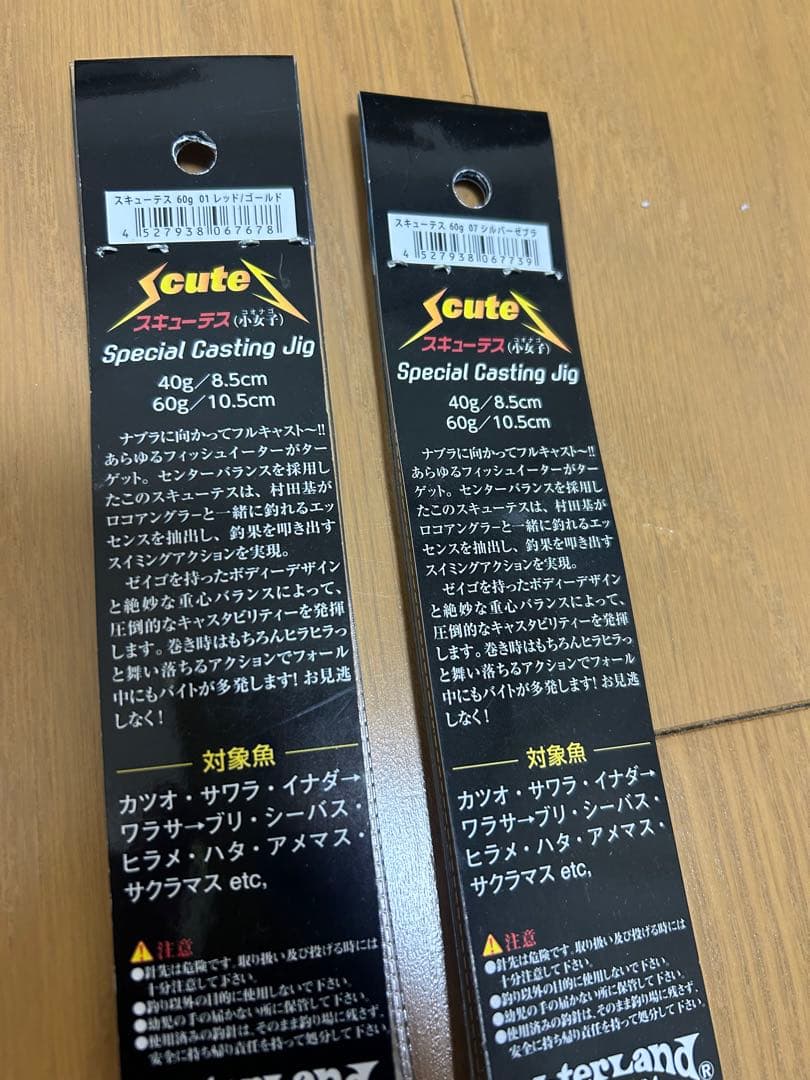 スキューテス 60g 01 レッド/ゴールド
4 527938 067678
ScuteS
スキューテス(小女子)
コオナゴ
Special Casting Jig
40g/8.5cm
60g/10.5cm
ナブラに向かってフルキャスト〜!!
あらゆるフィッシュイーターがター
ゲット。センターバランスを採用し
たこのスキューテスは、村田基が
ロコアングラーと一緒に釣れるエッ
センスを抽出し、釣果を叩き出す
スイミングアクションを実現。
ゼイゴを持ったボディーデザイン
と絶妙な重心バランスによって、
圧倒的なキャスタビリティーを発揮
します。巻き時はもちろんヒラヒラっ
と舞い落ちるアクションでフォール
中にもバイトが多発します!お見逃
しなく!
対象魚
カツオ・サワラ・イナダ→
ワラサ→ブリ・シーバス・
ヒラメ・ハタ・アメマス・
サクラマス etc,
注意
●針先は危険です。取り扱い及び投げる時には
十分注意して下さい。
●釣り以外の目的に使用しないで下さい。
●幼児の手の届かない所に保管して下さい。
●使用済みの釣針は、そのまま釣り場に残さず、
安全に持ち帰り責任を持って処分して下さい。
スキューテス 60g 07 シルバーゼブラ
4 527938 067739
ScuteS
スキューテス(小女子)
コオナゴ
Special Casting Jig
40g/8.5cm
60g/10.5cm
ナブラに向かってフルキャスト〜!!
あらゆるフィッシュイーターがター
ゲット。センターバランスを採用し
たこのスキューテスは、村田基が
ロコアングラーと一緒に釣れるエッ
センスを抽出し、釣果を叩き出す
スイミングアクションを実現。
ゼイゴを持ったボディーデザイン
と絶妙な重心バランスによって、
圧倒的なキャスタビリティーを発揮
します。巻き時はもちろんヒラヒラっ
と舞い落ちるアクションでフォール
中にもバイトが多発します!お見逃
しなく!
対象魚
カツオ・サワラ・イナダ→
ワラサ→ブリ・シーバス・
ヒラメ・ハタ・アメマス・
サクラマス etc,
注意
●針先は危険です。取り扱い及び投げる時には
十分注意して下さい。
●釣り以外の目的に使用しないで下さい。
●幼児の手の届かない所に保管して下さい。
●使用済みの釣針は、そのまま釣り場に残さず、
安全に持ち帰り責任を持って処分して下さい。
terLand®